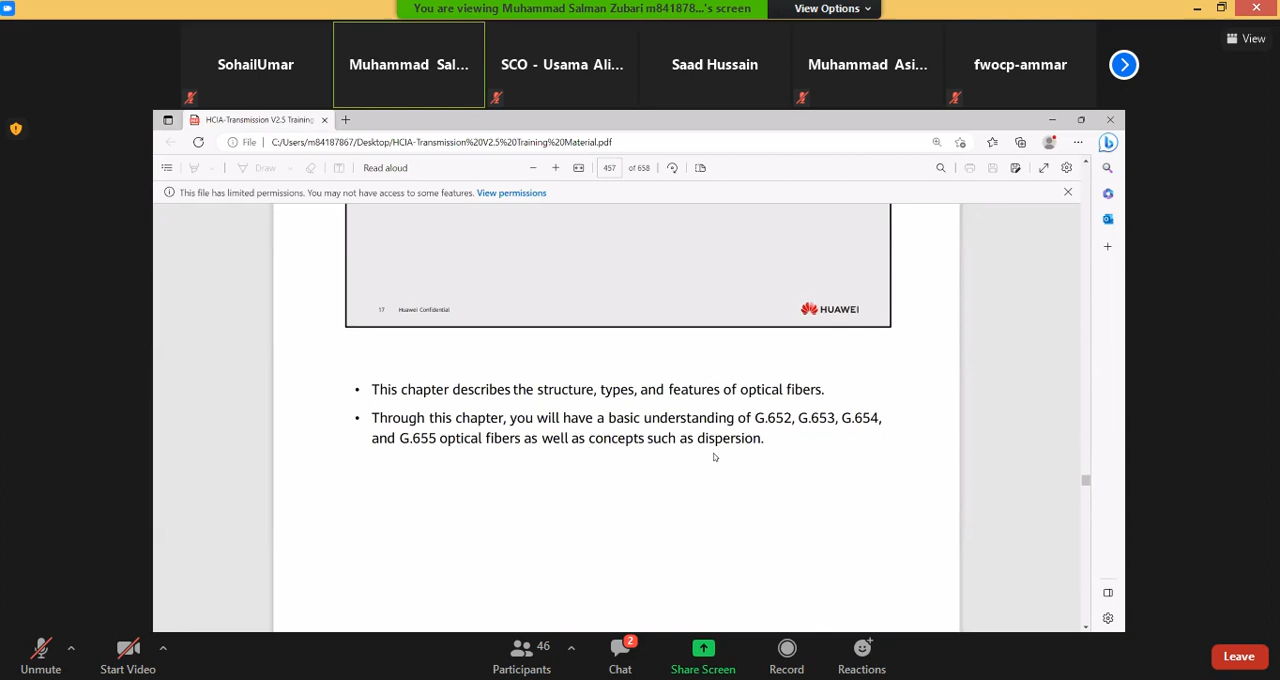 You are viewing Muhammad Salman Zubari m841878...'s screen
View Options
View
SohailUmar
Muhammad Sal...
SCO - Usama Ali...
Saad Hussain
Muhammad Asi...
fwocp-ammar
HCIA-Transmission V2.5 Training
File C:/Users/m84187867/Desktop/HCIA-Transmission%20V2.5%20Training%20Material.pdf
Draw
Read aloud
457 of 658
This file has limited permissions. You may not have access to some features. View permissions
17 Huawei Confidential
HUAWEI
• This chapter describes the structure, types, and features of optical fibers.
• Through this chapter, you will have a basic understanding of G.652, G.653, G.654,
and G.655 optical fibers as well as concepts such as dispersion.
46
2
Unmute
Start Video
Participants
Chat
Share Screen
Record
Reactions
Leave